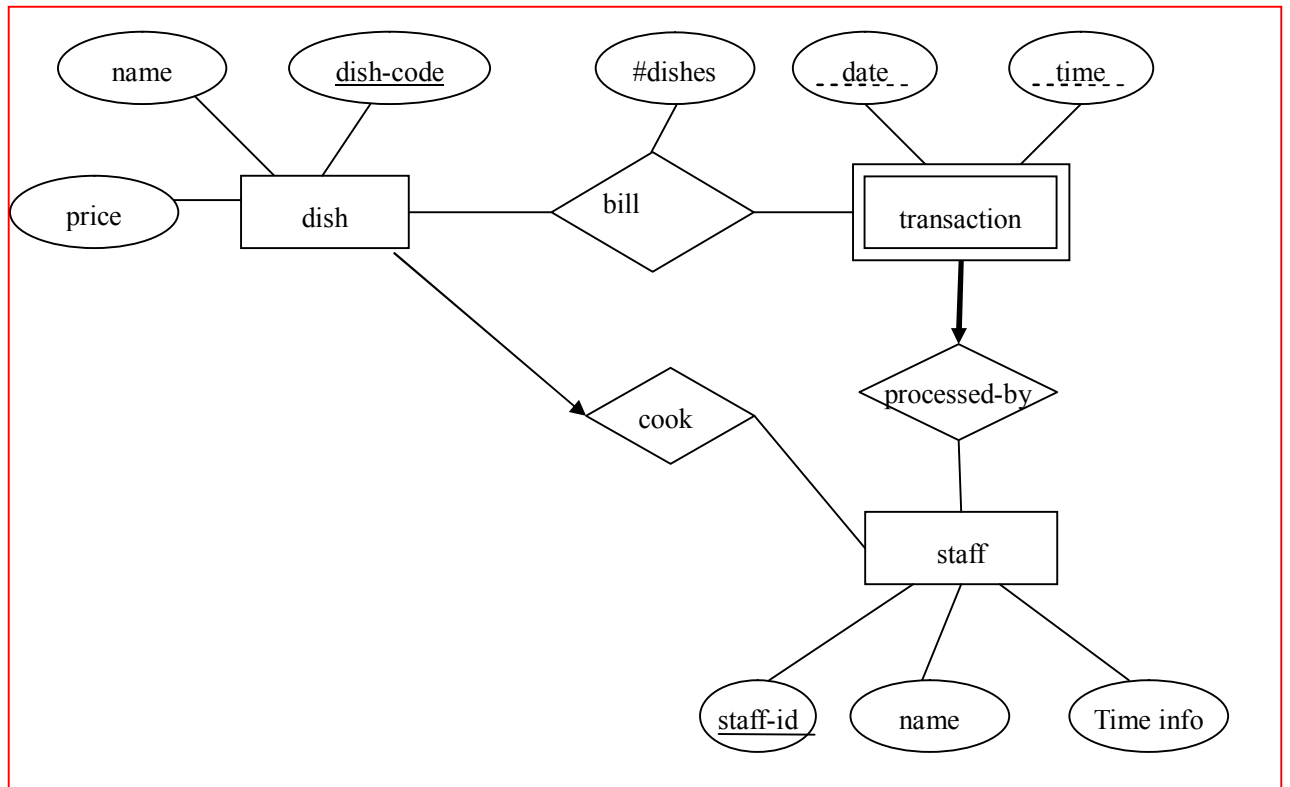 name
dish-code
#dishes
date
time
price
dish
bill
transaction
cook
processed-by
staff
staff-id
name
Time info